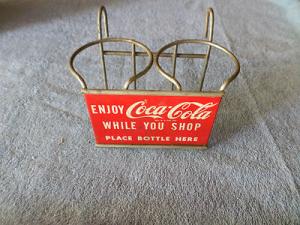 ENJOY Coca-Cola
WHILE YOU SHOP
PLACE BOTTLE HERE